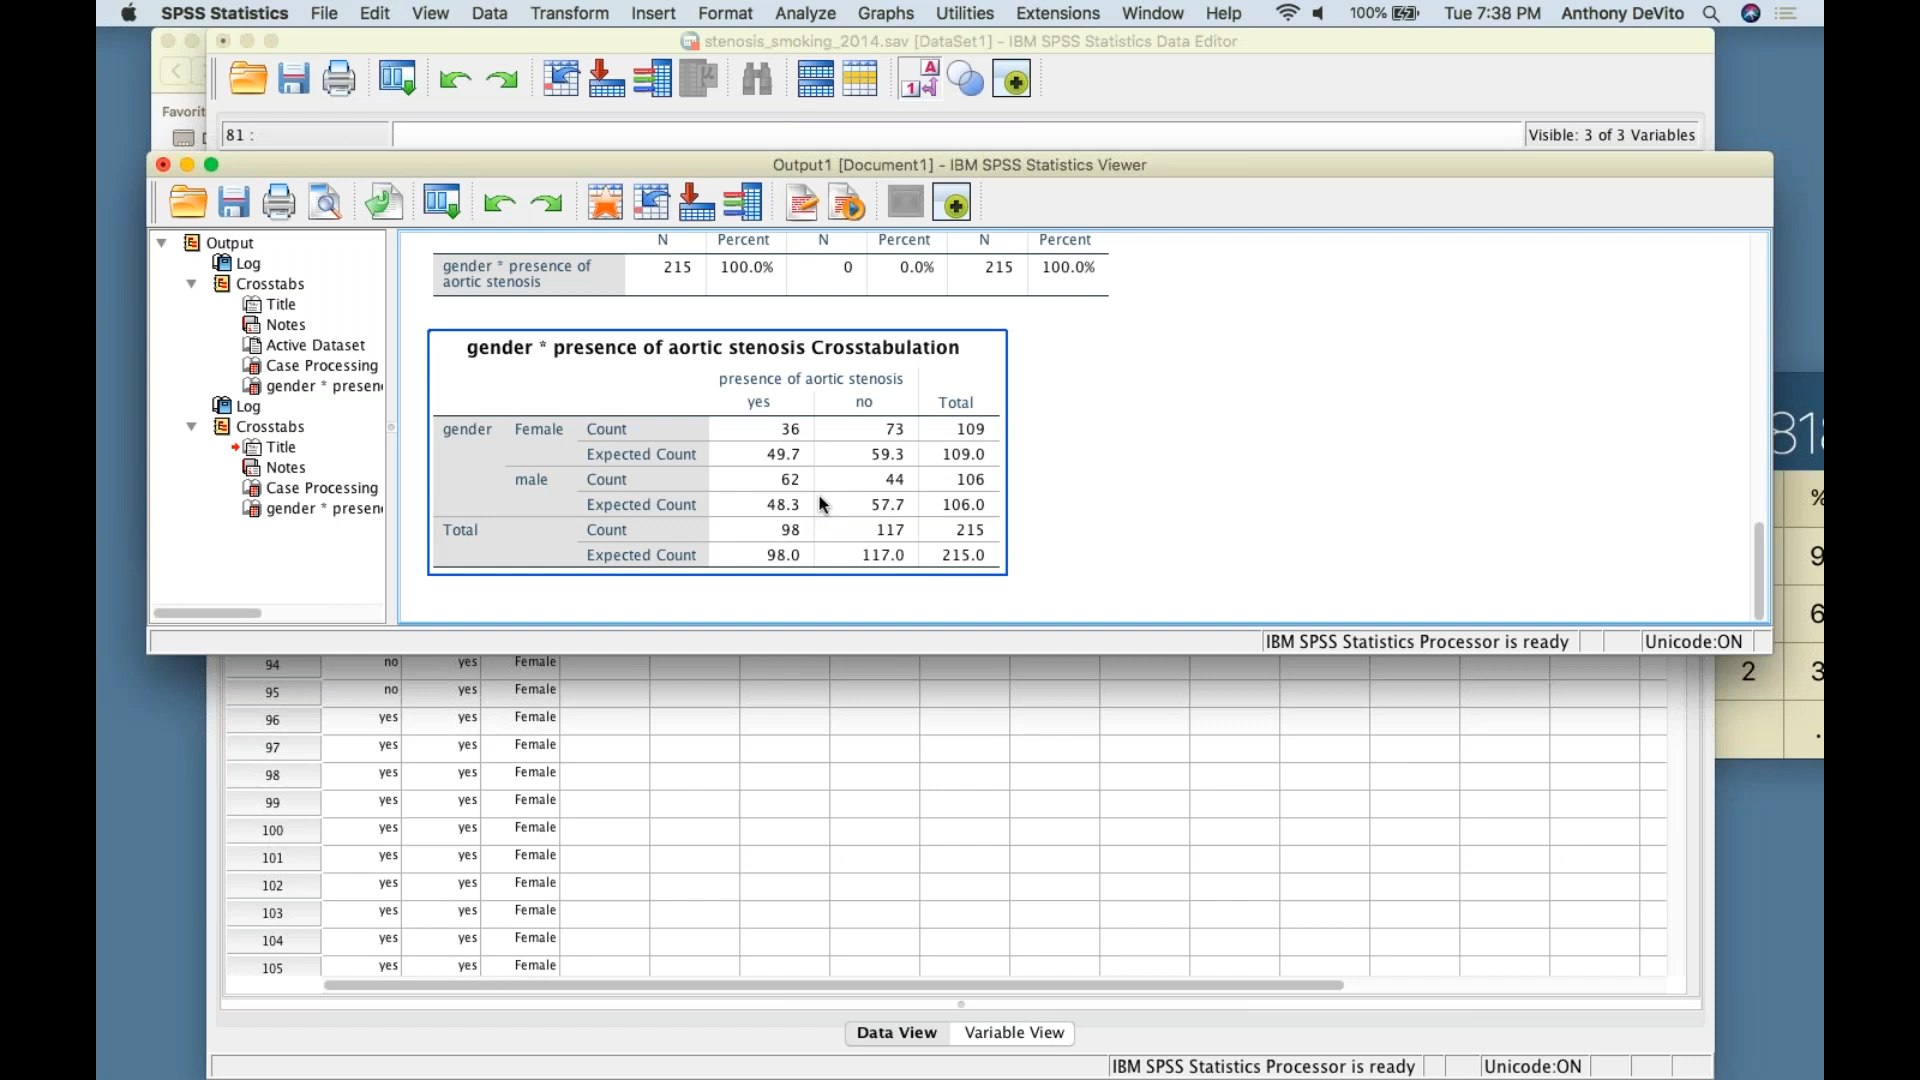 SPSS Statistics File Edit View Data Transform Insert Format Analyze Graphs Utilities Extensions Window Help 100% Tue 7:38 PM Anthony DeVito
stenosis_smoking_2014.sav [DataSet1] - IBM SPSS Statistics Data Editor
Favorit
81 :
Visible: 3 of 3 Variables
Output1 [Document1] - IBM SPSS Statistics Viewer
Output
Log
Crosstabs
Title
Notes
Active Dataset
Case Processing
gender * presen
Log
Crosstabs
Title
Notes
Case Processing
gender * presen
N Percent N Percent N Percent
gender * presence of
aortic stenosis
215 100.0% 0 0.0% 215 100.0%
gender * presence of aortic stenosis Crosstabulation
presence of aortic stenosis
yes no Total
gender Female Count 36 73 109
Expected Count 49.7 59.3 109.0
male Count 62 44 106
Expected Count 48.3 57.7 106.0
Total Count 98 117 215
Expected Count 98.0 117.0 215.0
IBM SPSS Statistics Processor is ready Unicode:ON
94 no yes Female
95 no yes Female
96 yes yes Female
97 yes yes Female
98 yes yes Female
99 yes yes Female
100 yes yes Female
101 yes yes Female
102 yes yes Female
103 yes yes Female
104 yes yes Female
105 yes yes Female
Data View Variable View
IBM SPSS Statistics Processor is ready Unicode:ON
%
9
6
2 3
.